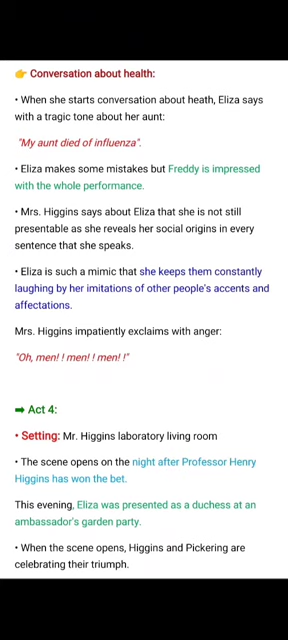 👉 Conversation about health:
• When she starts conversation about heath, Eliza says
with a tragic tone about her aunt:
"My aunt died of influenza".
• Eliza makes some mistakes but Freddy is impressed
with the whole performance.
• Mrs. Higgins says about Eliza that she is not still
presentable as she reveals her social origins in every
sentence that she speaks.
• Eliza is such a mimic that she keeps them constantly
laughing by her imitations of other people's accents and
affectations.
Mrs. Higgins impatiently exclaims with anger:
"Oh, men! ! men! ! men! !"
➡ Act 4:
• Setting: Mr. Higgins laboratory living room
• The scene opens on the night after Professor Henry
Higgins has won the bet.
This evening, Eliza was presented as a duchess at an
ambassador's garden party.
• When the scene opens, Higgins and Pickering are
celebrating their triumph.